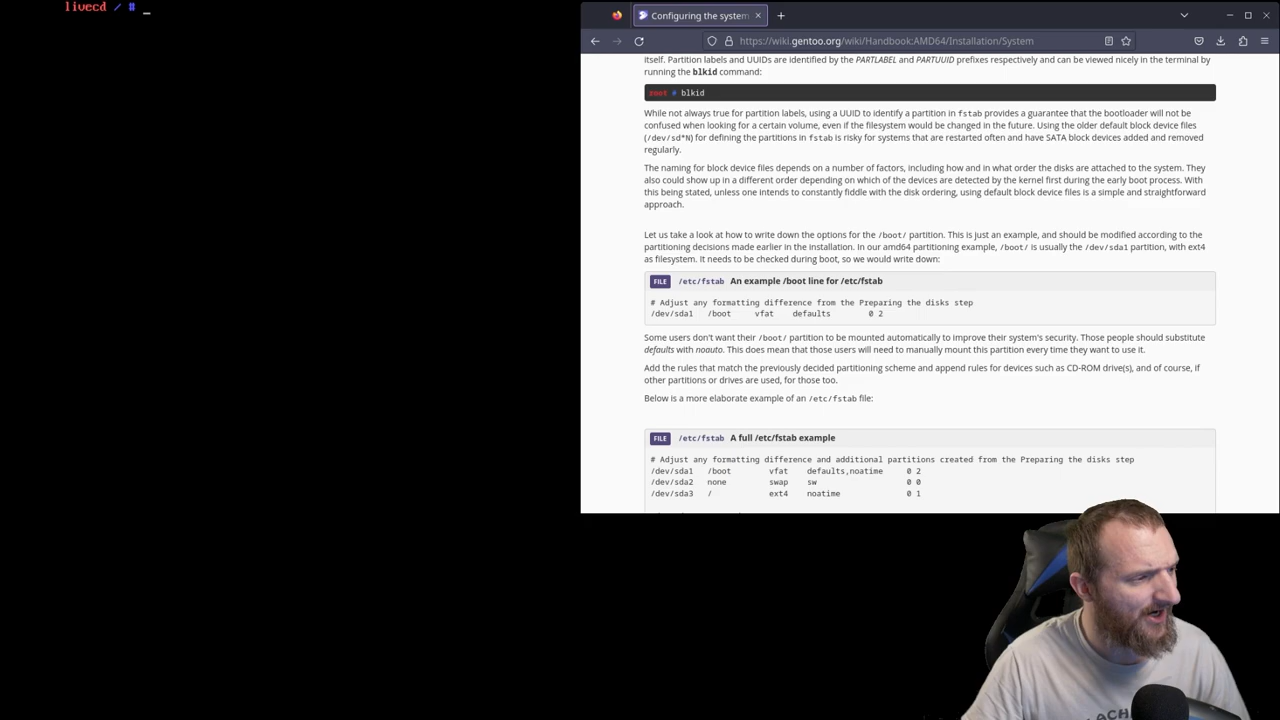 livecd / # _
Configuring the system
https://wiki.gentoo.org/wiki/Handbook:AMD64/Installation/System
itself. Partition labels and UUIDs are identified by the PARTLABEL and PARTUUID prefixes respectively and can be viewed nicely in the terminal by
running the blkid command:
root # blkid
While not always true for partition labels, using a UUID to identify a partition in fstab provides a guarantee that the bootloader will not be
confused when looking for a certain volume, even if the filesystem would be changed in the future. Using the older default block device files
(/dev/sd*N) for defining the partitions in fstab is risky for systems that are restarted often and have SATA block devices added and removed
regularly.
The naming for block device files depends on a number of factors, including how and in what order the disks are attached to the system. They
also could show up in a different order depending on which of the devices are detected by the kernel first during the early boot process. With
this being stated, unless one intends to constantly fiddle with the disk ordering, using default block device files is a simple and straightforward
approach.
Let us take a look at how to write down the options for the /boot/ partition. This is just an example, and should be modified according to the
partitioning decisions made earlier in the installation. In our amd64 partitioning example, /boot/ is usually the /dev/sda1 partition, with ext4
as filesystem. It needs to be checked during boot, so we would write down:
FILE /etc/fstab An example /boot line for /etc/fstab
# Adjust any formatting difference from the Preparing the disks step
/dev/sda1 /boot vfat defaults 0 2
Some users don't want their /boot/ partition to be mounted automatically to improve their system's security. Those people should substitute
defaults with noauto. This does mean that those users will need to manually mount this partition every time they want to use it.
Add the rules that match the previously decided partitioning scheme and append rules for devices such as CD-ROM drive(s), and of course, if
other partitions or drives are used, for those too.
Below is a more elaborate example of an /etc/fstab file:
FILE /etc/fstab A full /etc/fstab example
# Adjust any formatting difference and additional partitions created from the Preparing the disks step
/dev/sda1 /boot vfat defaults,noatime 0 2
/dev/sda2 none swap sw 0 0
/dev/sda3 / ext4 noatime 0 1